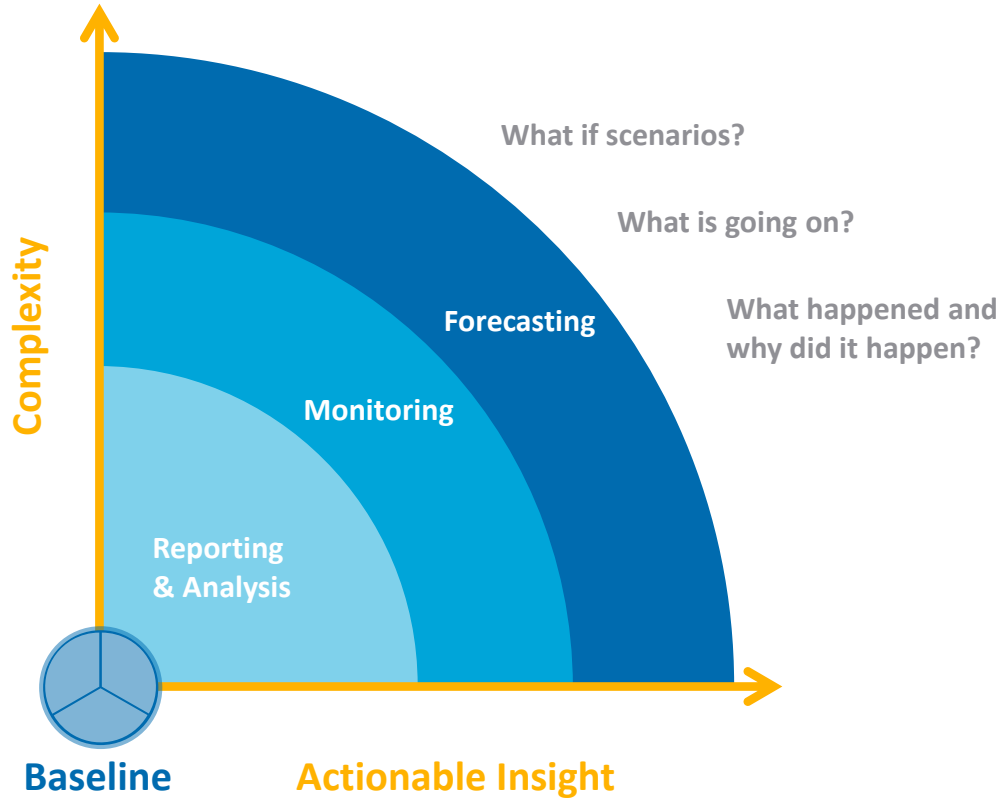 What if scenarios?
What is going on?
What happened and
why did it happen?
Complexity
Forecasting
Monitoring
Reporting
& Analysis
Baseline
Actionable Insight